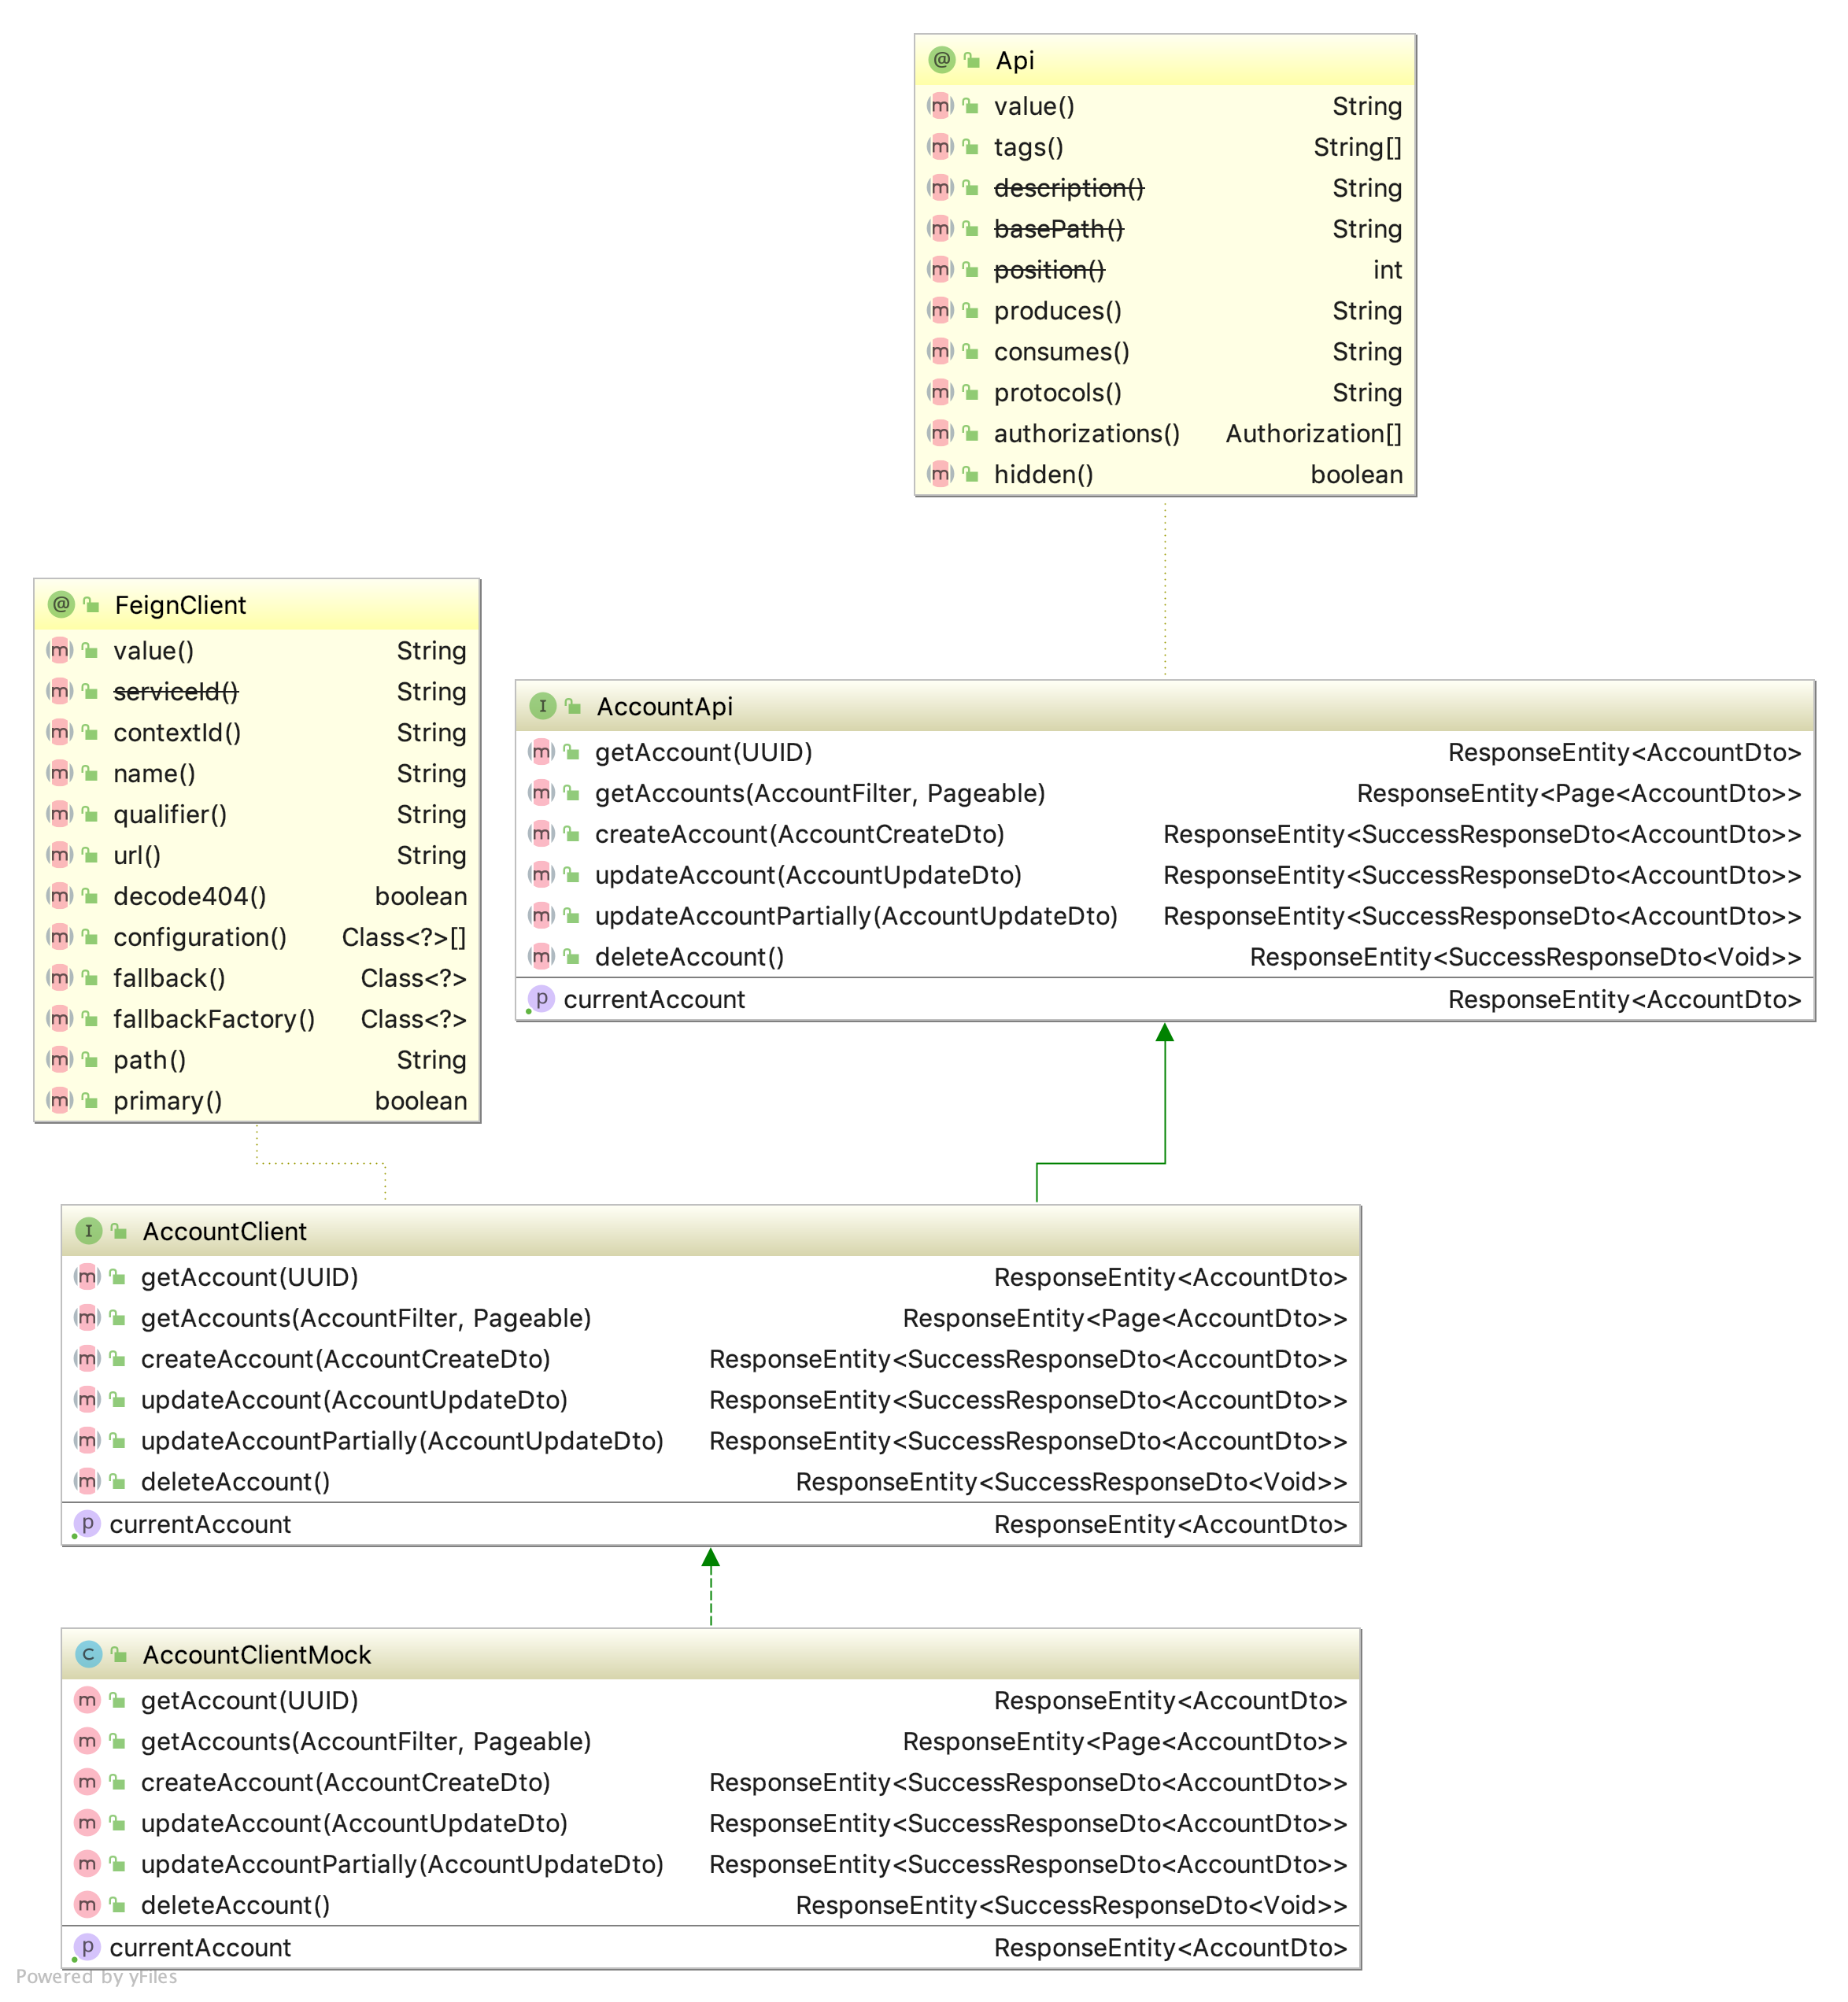 @ Api
m value() String
m tags() String[]
m description() String
m basePath() String
m position() int
m produces() String
m consumes() String
m protocols() String
m authorizations() Authorization[]
m hidden() boolean
@ FeignClient
m value() String
m serviceId() String
m contextId() String
m name() String
m qualifier() String
m url() String
m decode404() boolean
m configuration() Class<?>[]
m fallback() Class<?>
m fallbackFactory() Class<?>
m path() String
m primary() boolean
I AccountApi
m getAccount(UUID) ResponseEntity<AccountDto>
m getAccounts(AccountFilter, Pageable) ResponseEntity<Page<AccountDto>>
m createAccount(AccountCreateDto) ResponseEntity<SuccessResponseDto<AccountDto>>
m updateAccount(AccountUpdateDto) ResponseEntity<SuccessResponseDto<AccountDto>>
m updateAccountPartially(AccountUpdateDto) ResponseEntity<SuccessResponseDto<AccountDto>>
m deleteAccount() ResponseEntity<SuccessResponseDto<Void>>
p currentAccount ResponseEntity<AccountDto>
I AccountClient
m getAccount(UUID) ResponseEntity<AccountDto>
m getAccounts(AccountFilter, Pageable) ResponseEntity<Page<AccountDto>>
m createAccount(AccountCreateDto) ResponseEntity<SuccessResponseDto<AccountDto>>
m updateAccount(AccountUpdateDto) ResponseEntity<SuccessResponseDto<AccountDto>>
m updateAccountPartially(AccountUpdateDto) ResponseEntity<SuccessResponseDto<AccountDto>>
m deleteAccount() ResponseEntity<SuccessResponseDto<Void>>
p currentAccount ResponseEntity<AccountDto>
C AccountClientMock
m getAccount(UUID) ResponseEntity<AccountDto>
m getAccounts(AccountFilter, Pageable) ResponseEntity<Page<AccountDto>>
m createAccount(AccountCreateDto) ResponseEntity<SuccessResponseDto<AccountDto>>
m updateAccount(AccountUpdateDto) ResponseEntity<SuccessResponseDto<AccountDto>>
m updateAccountPartially(AccountUpdateDto) ResponseEntity<SuccessResponseDto<AccountDto>>
m deleteAccount() ResponseEntity<SuccessResponseDto<Void>>
p currentAccount ResponseEntity<AccountDto>
Powered by yFiles